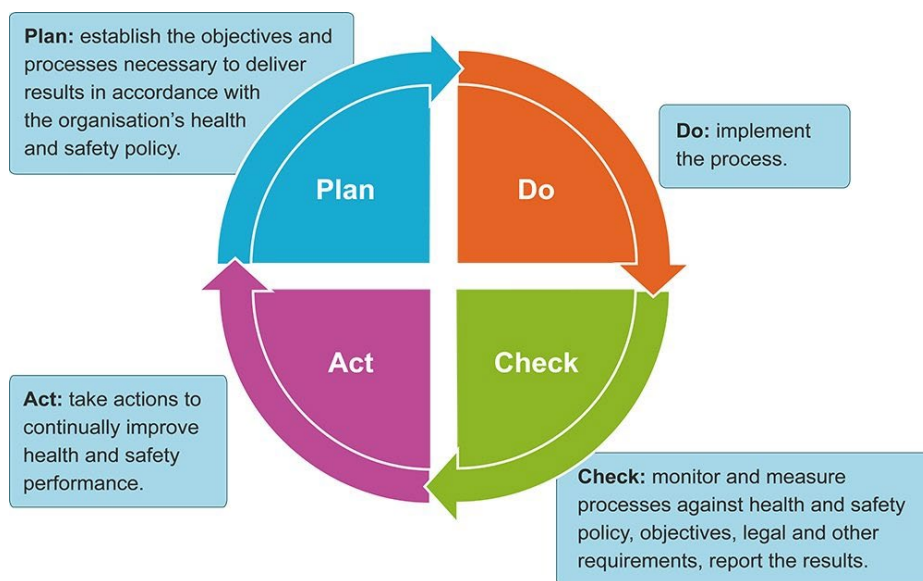 Plan: establish the objectives and
processes necessary to deliver
results in accordance with
the organisation's health
and safety policy.
Do: implement
the process.
Plan
Do
Act
Check
Act: take actions to
continually improve
health and safety
performance.
Check: monitor and measure
processes against health and safety
policy, objectives, legal and other
requirements, report the results.